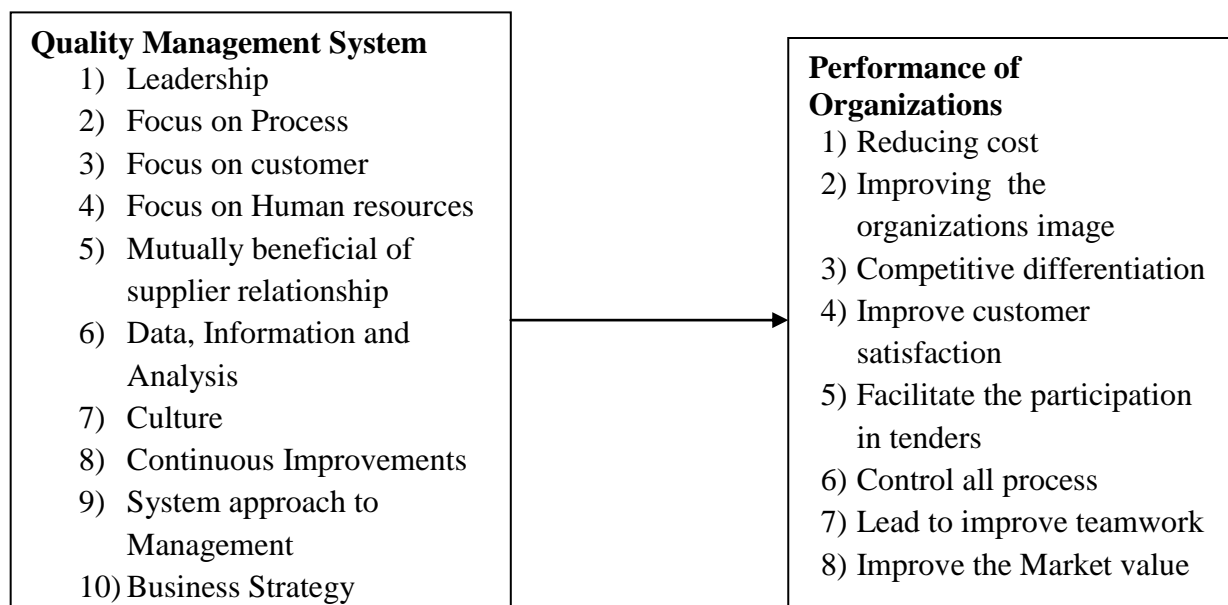 Quality Management System
1) Leadership
2) Focus on Process
3) Focus on customer
4) Focus on Human resources
5) Mutually beneficial of
supplier relationship
6) Data, Information and
Analysis
7) Culture
8) Continuous Improvements
9) System approach to
Management
10) Business Strategy
Performance of
Organizations
1) Reducing cost
2) Improving the
organizations image
3) Competitive differentiation
4) Improve customer
satisfaction
5) Facilitate the participation
in tenders
6) Control all process
7) Lead to improve teamwork
8) Improve the Market value